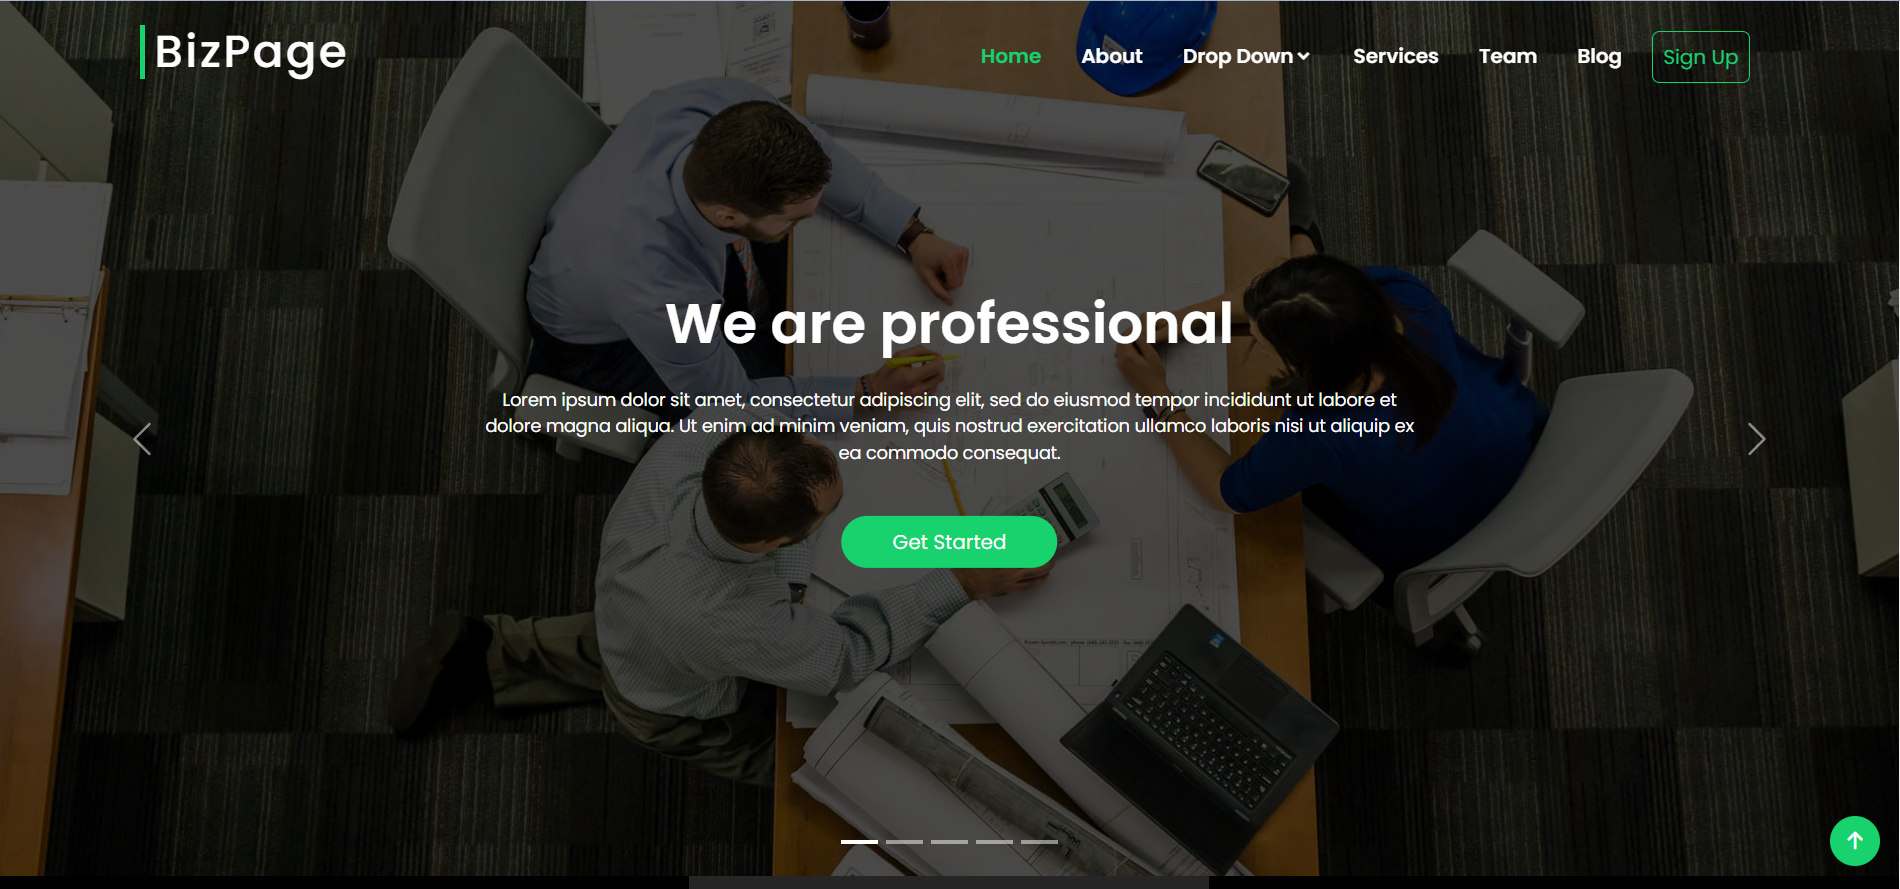 BizPage
Home About Drop Down Services Team Blog Sign Up
We are professional
Lorem ipsum dolor sit amet, consectetur adipiscing elit, sed do eiusmod tempor incididunt ut labore et
dolore magna aliqua. Ut enim ad minim veniam, quis nostrud exercitation ullamco laboris nisi ut aliquip ex
ea commodo consequat.
Get Started